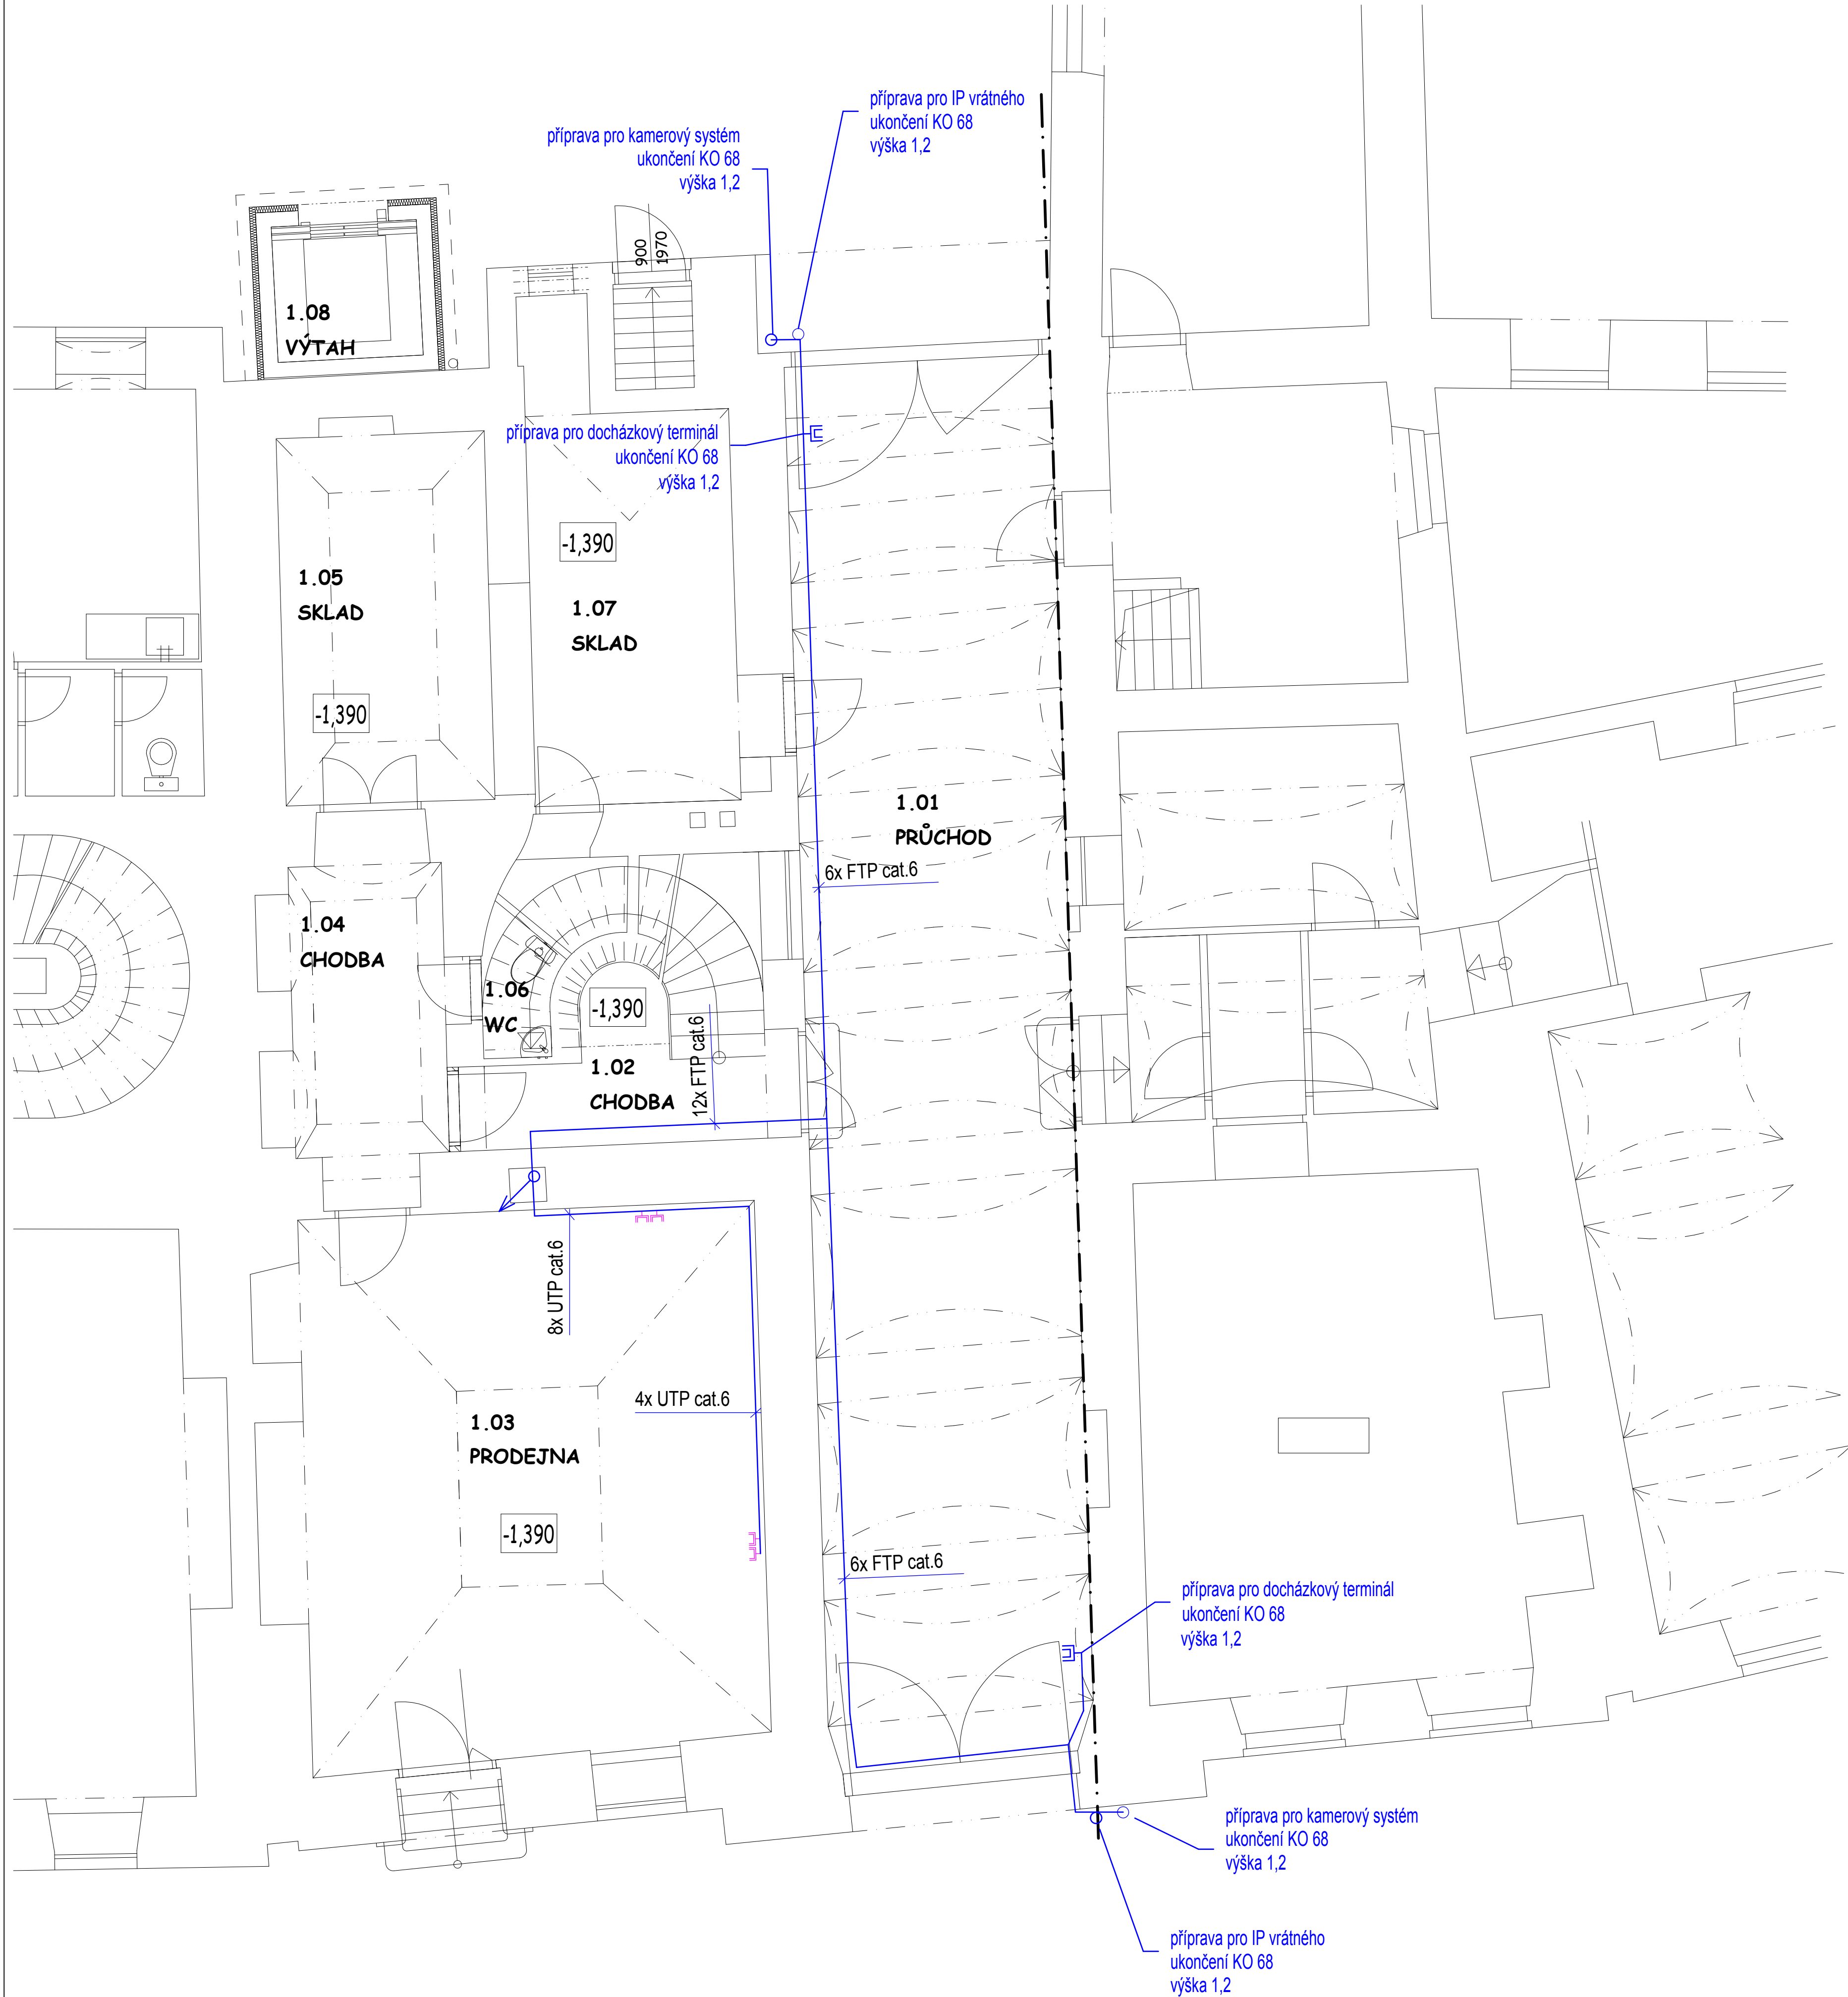 příprava pro IP vrátného
ukončení KO 68
výška 1,2
příprava pro kamerový systém
ukončení KO 68
výška 1,2
900
1970
1.08
VÝTAH
příprava pro docházkový terminál
ukončení KO 68
výška 1,2
-1,390
1.05
SKLAD
1.07
SKLAD
-1,390
1.01
PRŮCHOD
6x FTP cat.6
1.04
CHODBA
1.06
WC
-1,390
1.02
CHODBA
12x FTP cat.6
8x UTP cat.6
4x UTP cat.6
1.03
PRODEJNA
-1,390
6x FTP cat.6
příprava pro docházkový terminál
ukončení KO 68
výška 1,2
příprava pro kamerový systém
ukončení KO 68
výška 1,2
příprava pro IP vrátného
ukončení KO 68
výška 1,2